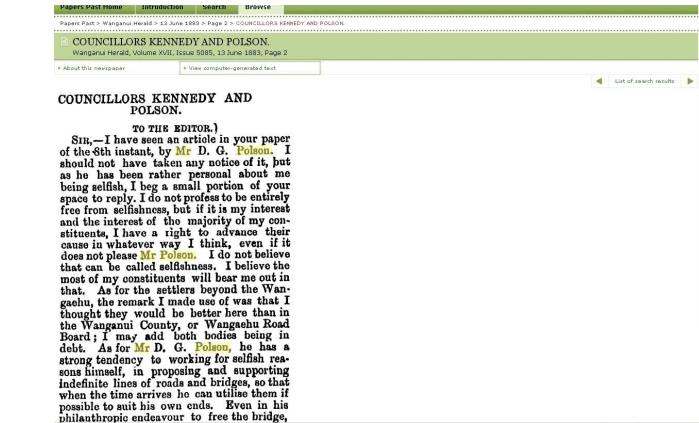 Papers Past Home Introduction Search Browse
Papers Past > Wanganui Herald > 13 June 1883 > Page 2 > COUNCILLORS KENNEDY AND POLSON.
COUNCILLORS KENNEDY AND POLSON.
Wanganui Herald, Volume XVII, Issue 5085, 13 June 1883, Page 2
About this newspaper
View computer-generated text
List of search results
COUNCILLORS KENNEDY AND
POLSON.
TO THE EDITOR.)
SIR,—I have seen an article in your paper
of the 8th instant, by Mr D. G. Polson. I
should not have taken any notice of it, but
as he has been rather personal about me
being selfish, I beg a small portion of your
space to reply. I do not profess to be entirely
free from selfishness, but if it is my interest
and the interest of the majority of my con-
stituents, I have a right to advance their
cause in whatever way I think, even if it
does not please Mr Polson. I do not believe
that can be called selfishness. I believe the
most of my constituents will bear me out in
that. As for the settlers beyond the Wan-
gaehu, the remark I made use of was that I
thought they would be better here than in
the Wanganui County, or Wangaehu Road
Board; I may add both bodies being in
debt. As for Mr D. G. Polson, he has a
strong tendency to working for selfish rea-
sons himself, in proposing and supporting
indefinite lines of roads and bridges, so that
when the time arrives he can utilise them if
possible to suit his own ends. Even in his
philanthropic endeavour to free the bridge,